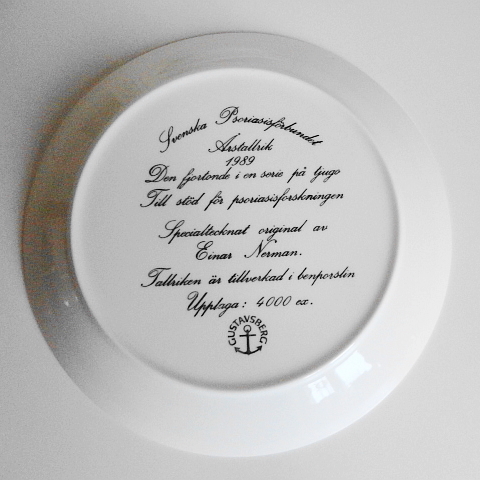 Svenska Psoriasisförbundet
Årstallrik
1989
Den fjortonde i en serie på tjugo
Till stöd för psoriasisforskningen
Specialtecknat original av
Einar Nerman.
Tallriken är tillverkad i benporslin
Upplaga: 4000 ex.
GUSTAVSBERG